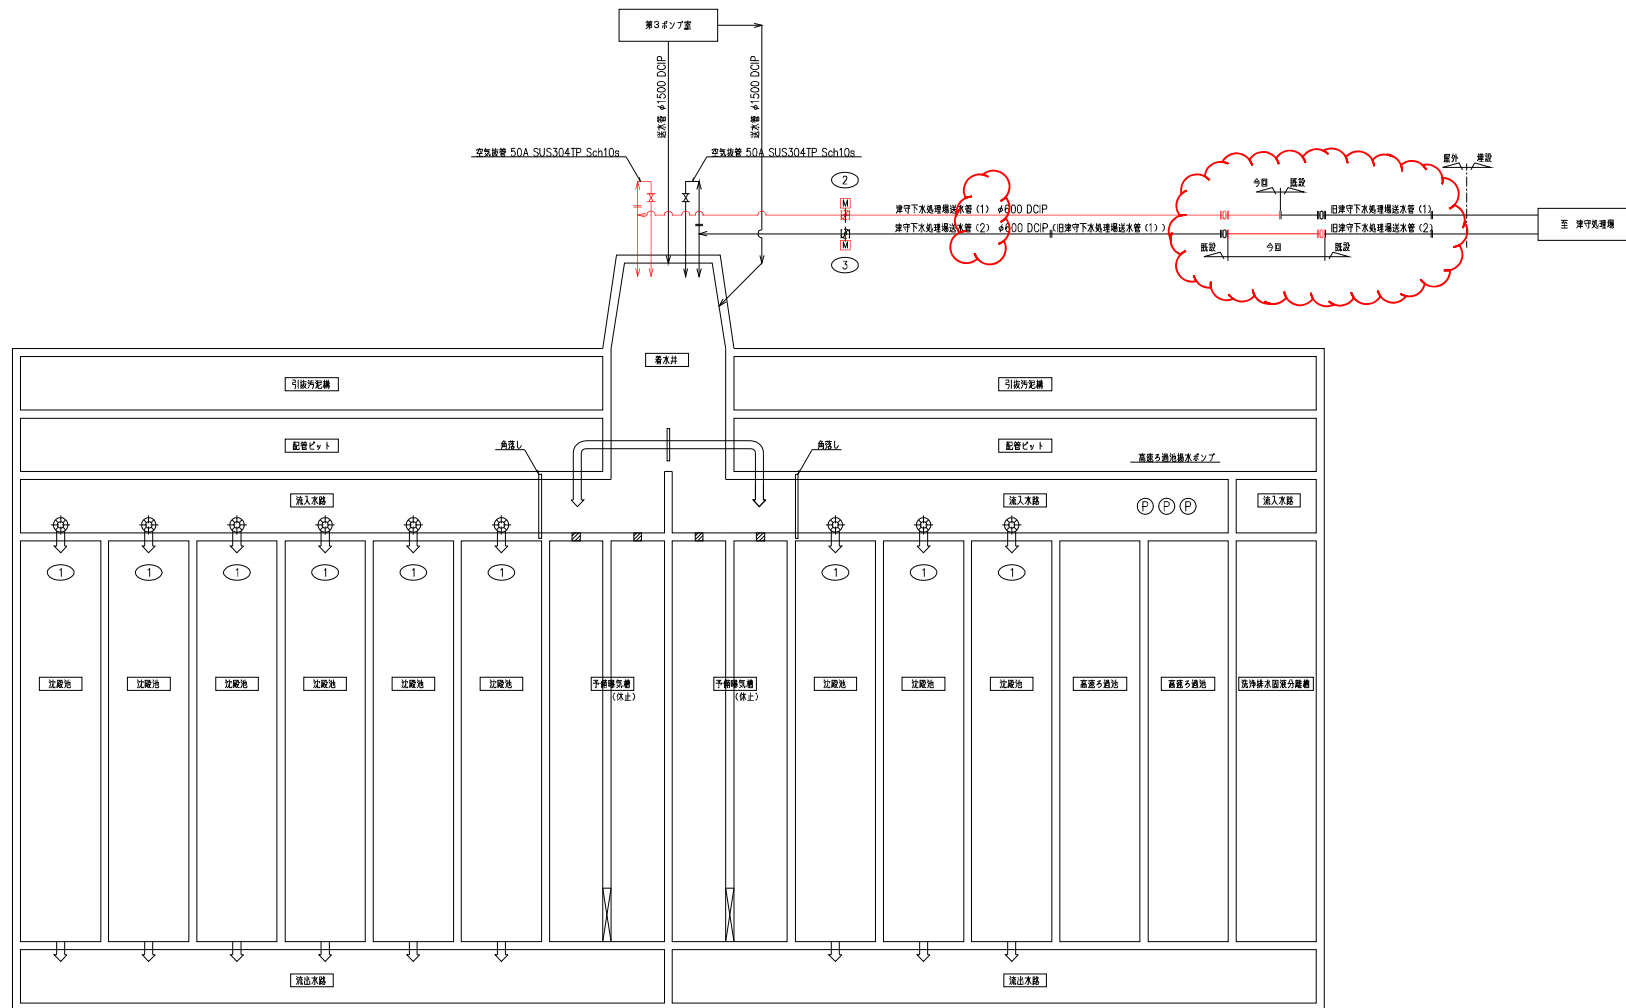 第3ポンプ室
送水管 φ1500 DCIP
送水管 φ1500 DCIP
空気抜管 50A SUS304TP Sch10s
空気抜管 50A SUS304TP Sch10s
2
M
津守下水処理場送水管（1） φ600 DCIP
津守下水処理場送水管（2） φ600 DCIP（旧津守下水処理場送水管（1））
M
3
屋外 埋設
今回 既設
旧津守下水処理場送水管（1）
旧津守下水処理場送水管（2）
既設 今回 既設
至 津守処理場
着水井
引抜汚泥溝
引抜汚泥溝
配管ピット
配管ピット
角落し
角落し
高速ろ過池揚水ポンプ
流入水路
流入水路
P P P
流入水路
1 1 1 1 1 1 1 1 1
沈殿池 沈殿池 沈殿池 沈殿池 沈殿池 沈殿池
予備曝気槽
（休止）
予備曝気槽
（休止）
沈殿池 沈殿池 沈殿池 高速ろ過池 高速ろ過池 洗浄排水固液分離槽
流出水路
流出水路